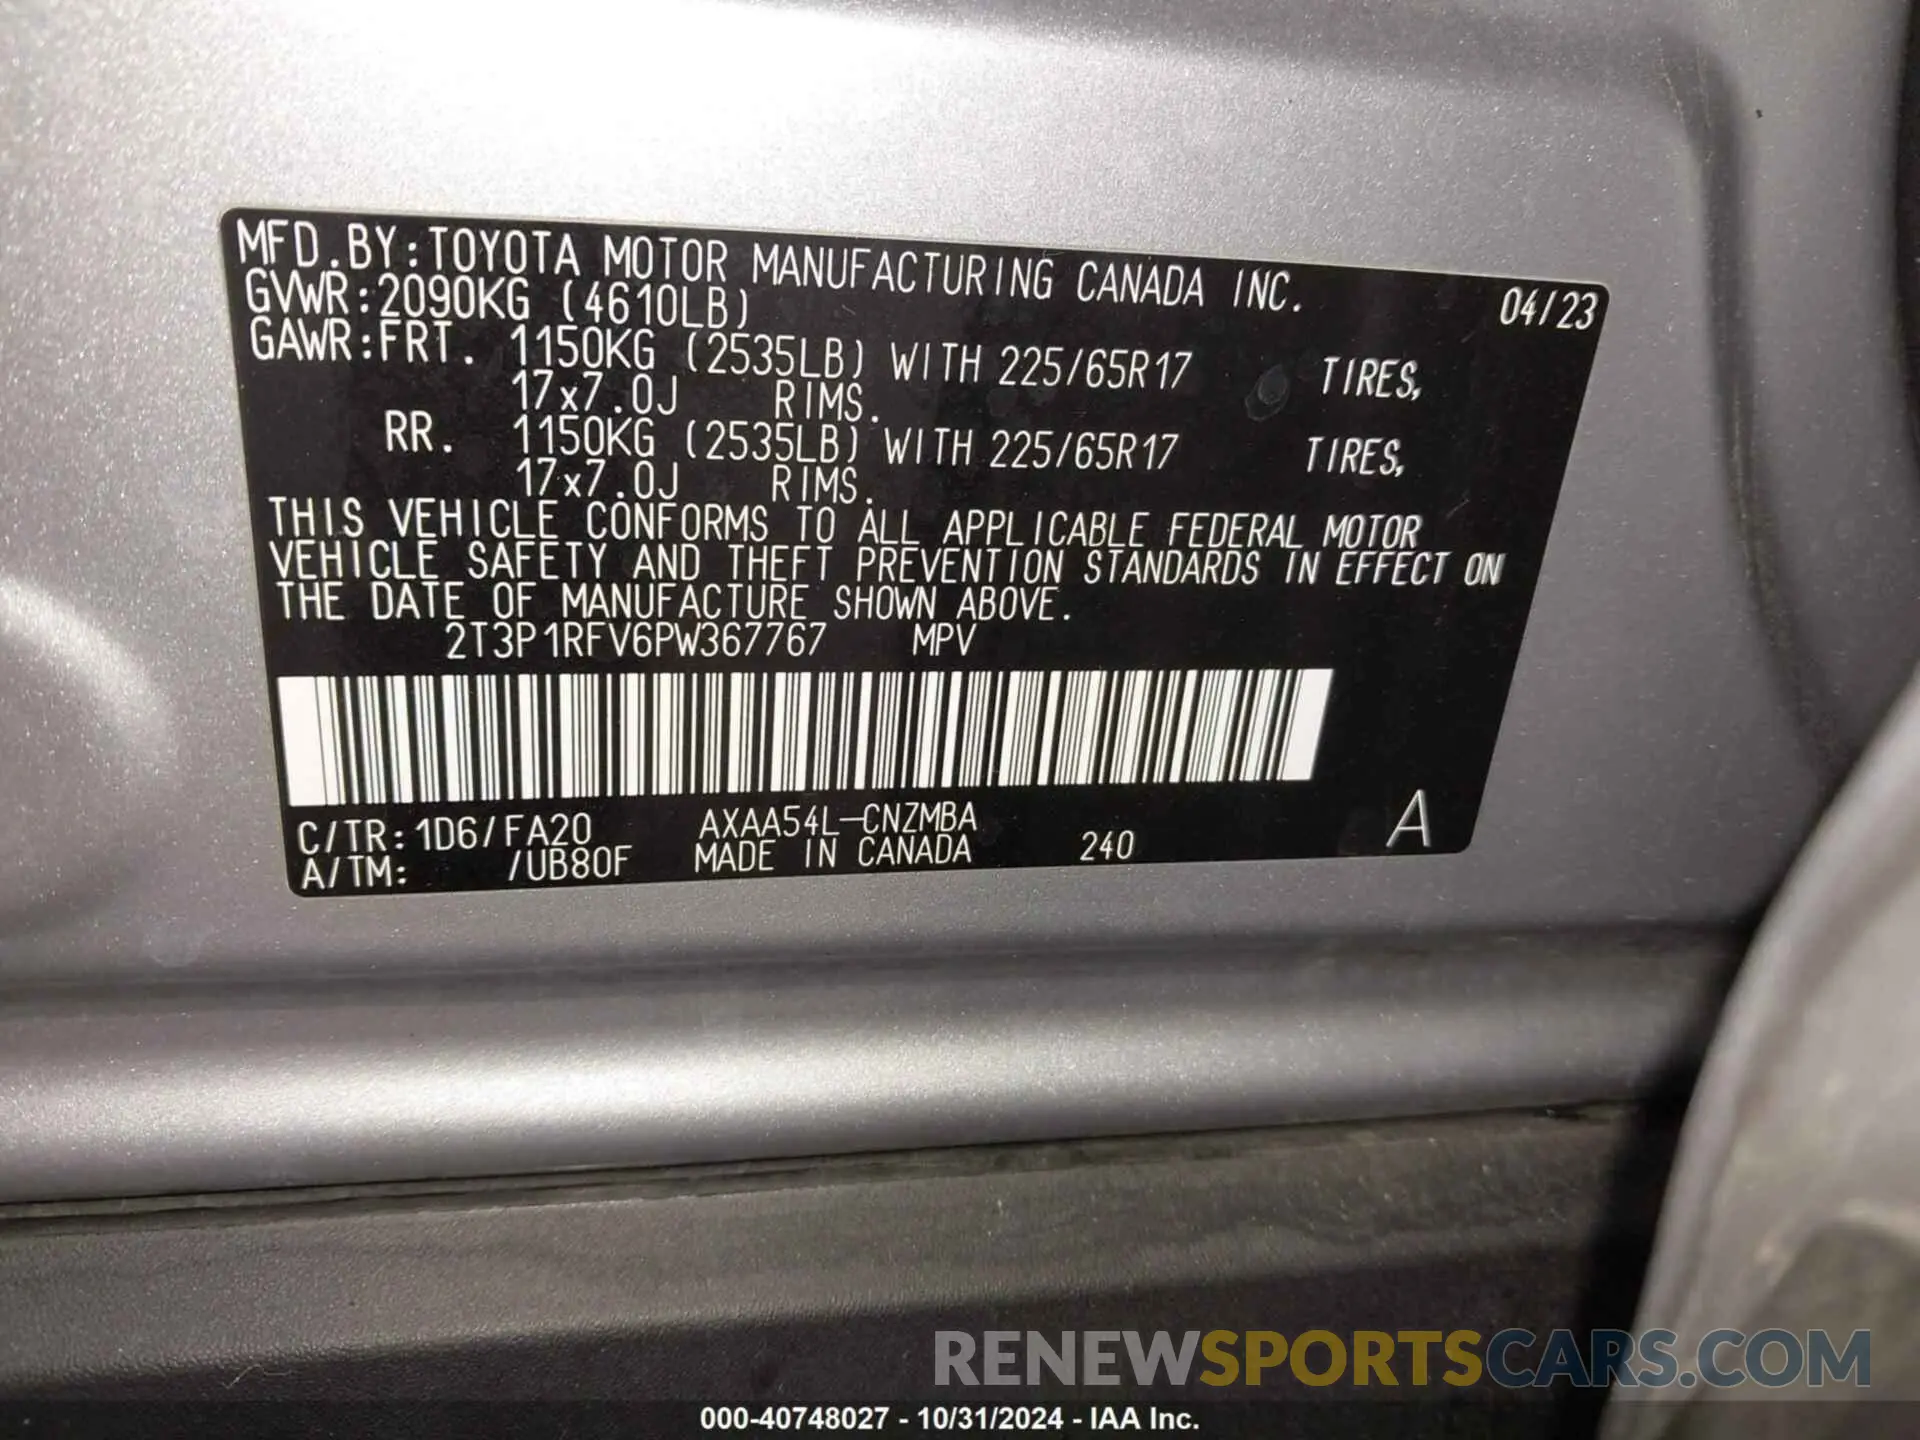 MFD.BY:TOYOTA MOTOR MANUFACTURING CANADA INC. 04/23
GVWR:2090KG (4610LB)
GAWR:FRT. 1150KG (2535LB) WITH 225/65R17 TIRES,
17x7.0J RIMS.
RR. 1150KG (2535LB) WITH 225/65R17 TIRES,
17x7.0J RIMS.
THIS VEHICLE CONFORMS TO ALL APPLICABLE FEDERAL MOTOR
VEHICLE SAFETY AND THEFT PREVENTION STANDARDS IN EFFECT ON
THE DATE OF MANUFACTURE SHOWN ABOVE.
2T3P1RFV6PW367767 MPV
C/TR:1D6/FA20 AXAA54L-CNZMBA
A/TM: /UB80F MADE IN CANADA 240 A
RENEWSPORTSCARS.COM
000-40748027 - 10/31/2024 - IAA Inc.